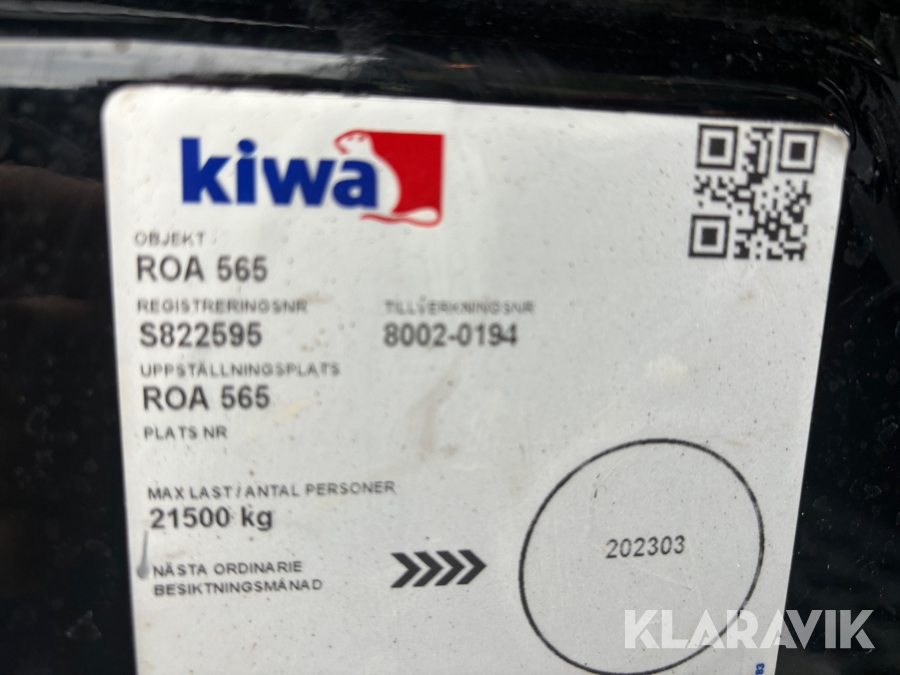 kiwa
OBJEKT
ROA 565
REGISTRERINGSNR TILLVERKNINGSNR
S822595 8002-0194
UPPSTÄLLNINGSPLATS
ROA 565
PLATS NR
MAX LAST / ANTAL PERSONER
21500 kg
NÄSTA ORDINARIE
BESIKTNINGSMÅNAD
202303
KLARAVIK
83